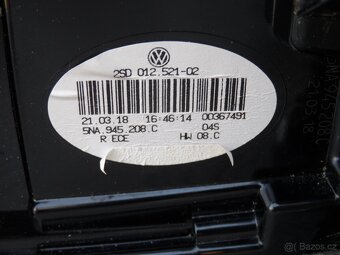 2SD 012.521-02
21.03.18 16:46:14 00367491
5NA.945.208.C 04S
R ECE HW 08.C
Bazos.cz